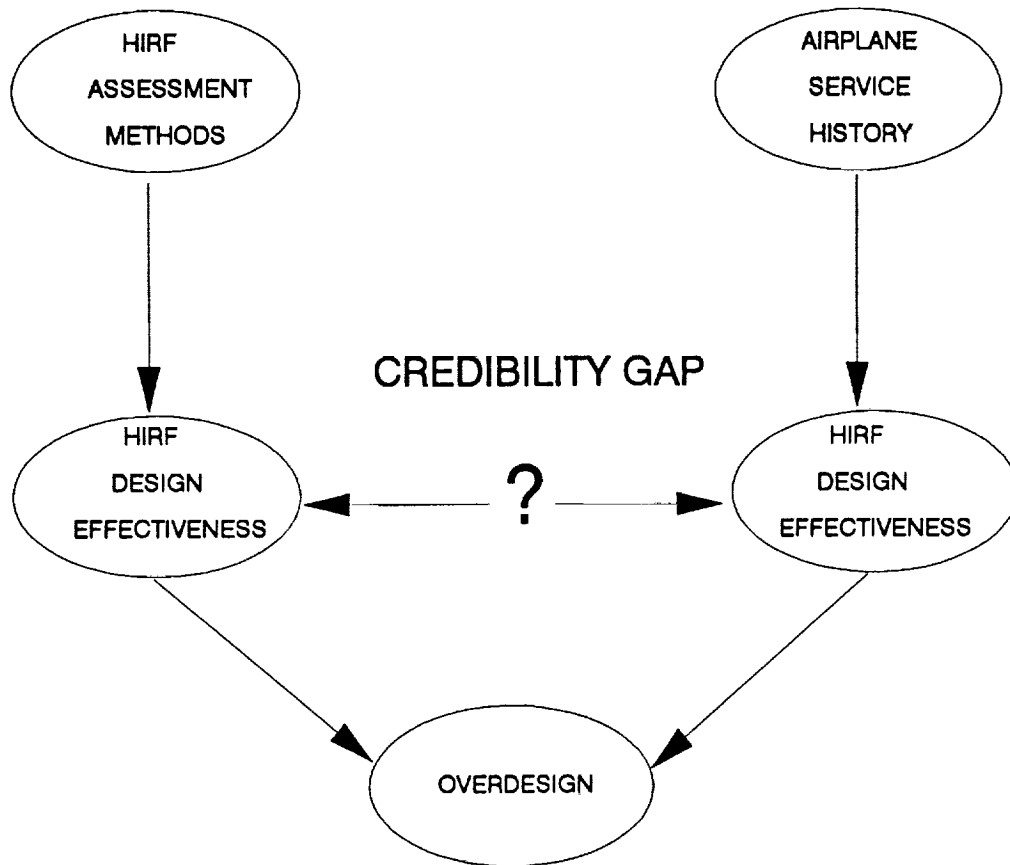 HIRF
ASSESSMENT
METHODS
AIRPLANE
SERVICE
HISTORY
CREDIBILITY GAP
HIRF
DESIGN
EFFECTIVENESS
?
HIRF
DESIGN
EFFECTIVENESS
OVERDESIGN